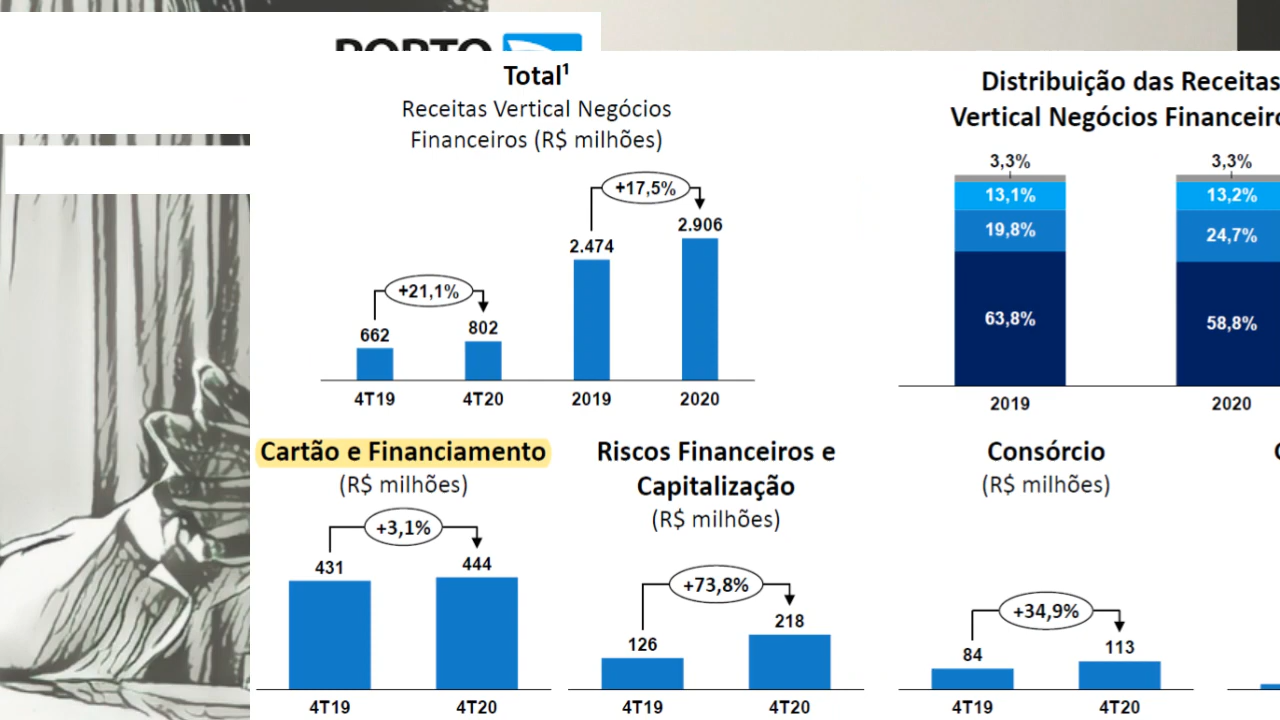 PORTO
Total¹
Receitas Vertical Negócios
Financeiros (R$ milhões)
+17,5%
2.906
2.474
+21,1%
802
662
4T19 4T20 2019 2020
Distribuição das Receitas
Vertical Negócios
3,3% 3,3%
13,1% 13,2%
19,8% 24,7%
63,8% 58,8%
2019 2020
Cartão e Financiamento
(R$ milhões)
+3,1%
431 444
4T19 4T20
Riscos Financeiros e
Capitalização
(R$ milhões)
+73,8%
218
126
4T19 4T20
Consórcio
(R$ milhões)
+34,9%
113
84
4T19 4T20